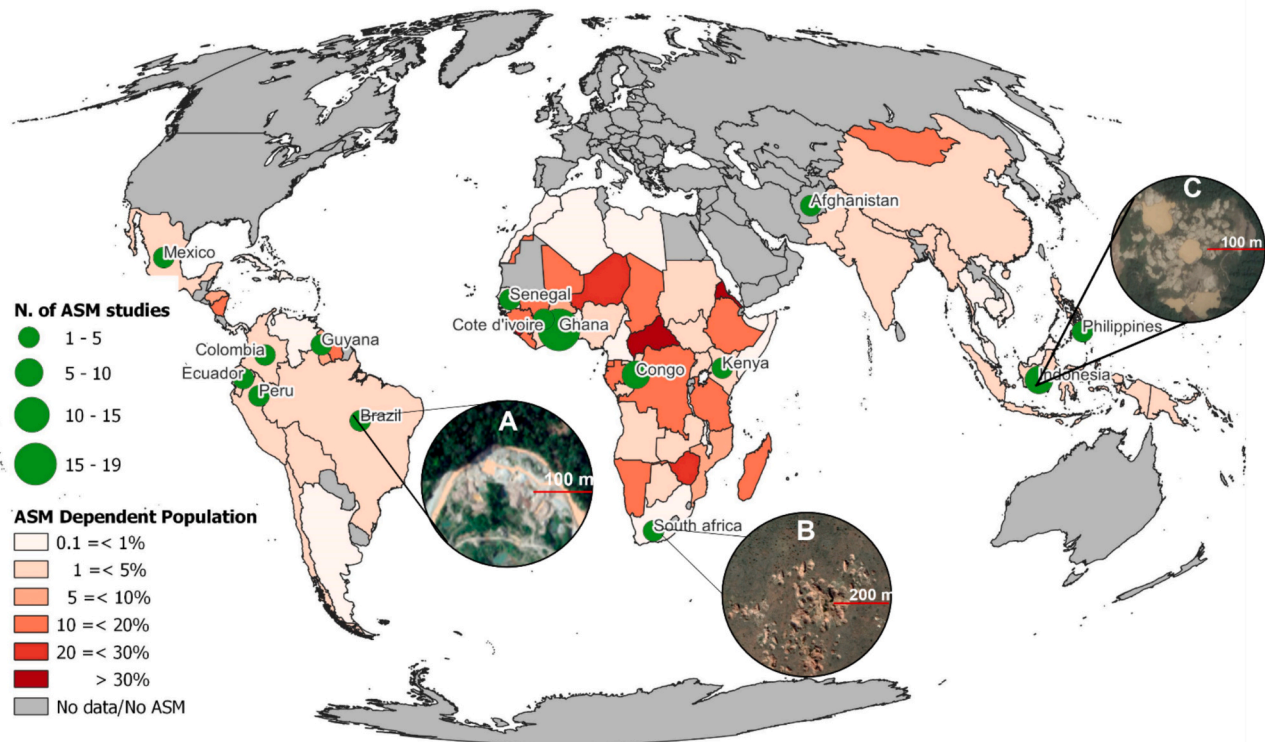 C
Afghanistan
100 m
Mexico
Senegal
N. of ASM studies
1 - 5
Cote d'ivoire
Ghana
Philippines
Guyana
Colombia
Ecuador
Congo
Kenya
Indonesia
5 - 10
Peru
10 - 15
Brazil
A
15 - 19
100 m
ASM Dependent Population
South africa
B
0.1 =< 1%
1 =< 5%
5 =< 10%
200 m
10 =< 20%
20 =< 30%
> 30%
No data/No ASM